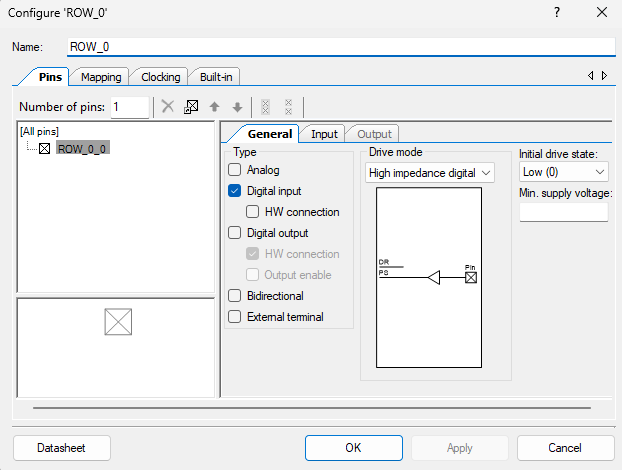 Configure 'ROW_0'
?
Name: ROW_0
Pins Mapping Clocking Built-in
Number of pins: 1
[All pins]
ROW_0_0
General Input Output
Type
Analog
Digital input
HW connection
Digital output
HW connection
Output enable
Bidirectional
External terminal
Drive mode
High impedance digital
DR
PS
Pin
Initial drive state:
Low (0)
Min. supply voltage:
Datasheet OK Apply Cancel